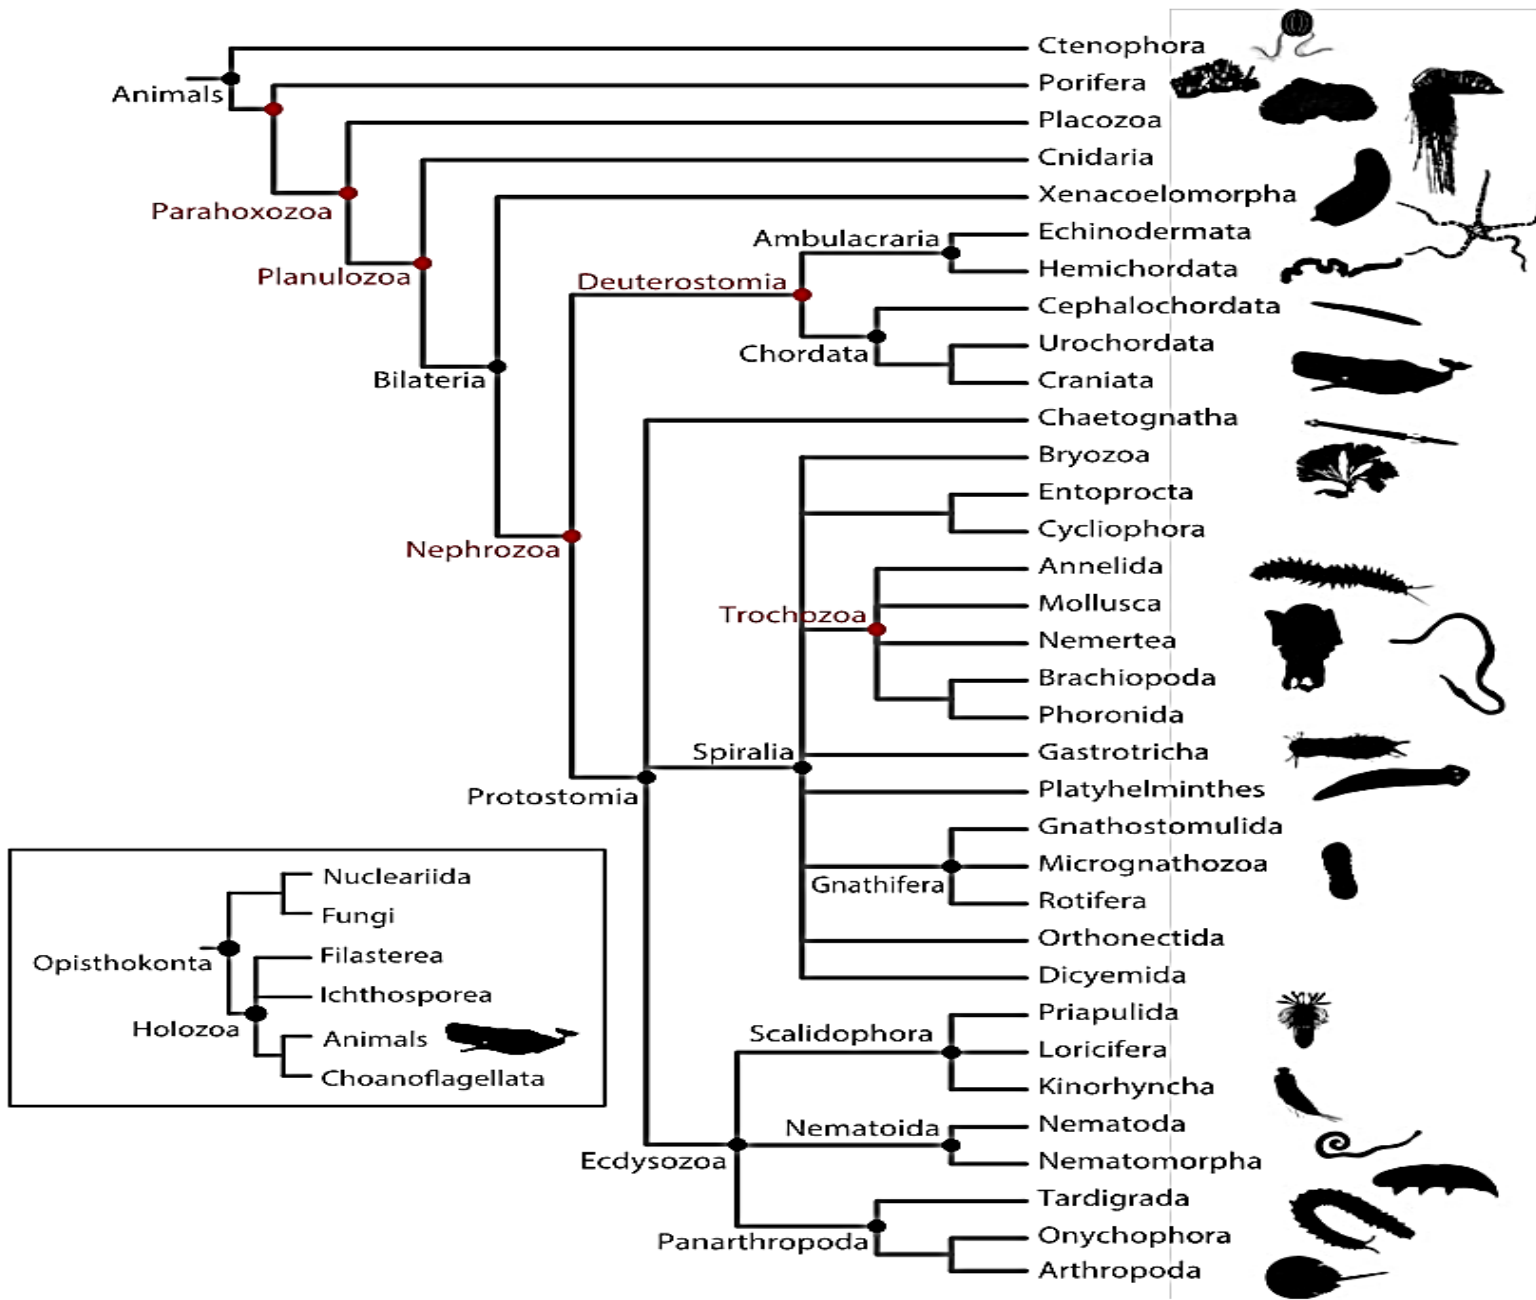 Ctenophora
Animals
Porifera
Placozoa
Cnidaria
Parahoxozoa
Xenacoelomorpha
Ambulacraria
Echinodermata
Planulozoa
Deuterostomia
Hemichordata
Cephalochordata
Chordata
Urochordata
Bilateria
Craniata
Chaetognatha
Bryozoa
Entoprocta
Cycliophora
Nephrozoa
Annelida
Trochozoa
Mollusca
Nemertea
Brachiopoda
Phoronida
Spiralia
Gastrotricha
Protostomia
Platyhelminthes
Gnathostomulida
Gnathifera
Micrognathozoa
Rotifera
Orthonectida
Dicyemida
Priapulida
Scalidophora
Loricifera
Kinorhyncha
Nematoida
Nematoda
Ecdysozoa
Nematomorpha
Tardigrada
Panarthropoda
Onychophora
Arthropoda
Nucleariida
Fungi
Opisthokonta
Filasterea
Ichthosporea
Holozoa
Animals
Choanoflagellata